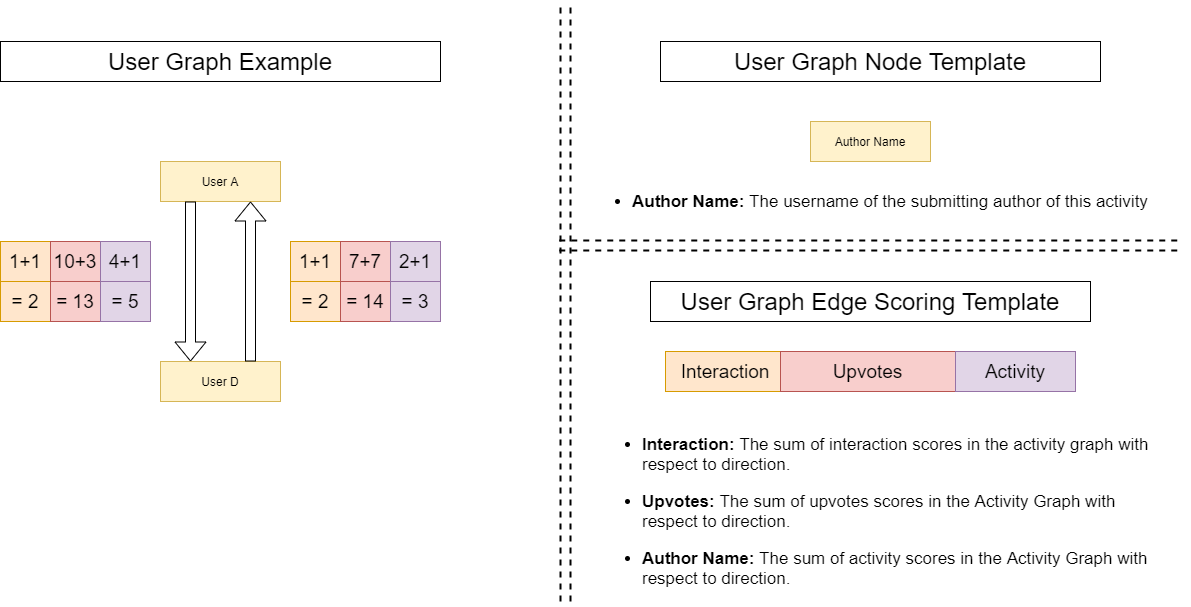 User Graph Example
User A
1+1 10+3 4+1
= 2 = 13 = 5
1+1 7+7 2+1
= 2 = 14 = 3
User D
User Graph Node Template
Author Name
• Author Name: The username of the submitting author of this activity
User Graph Edge Scoring Template
Interaction Upvotes Activity
• Interaction: The sum of interaction scores in the activity graph with
respect to direction.
• Upvotes: The sum of upvotes scores in the Activity Graph with
respect to direction.
• Author Name: The sum of activity scores in the Activity Graph with
respect to direction.